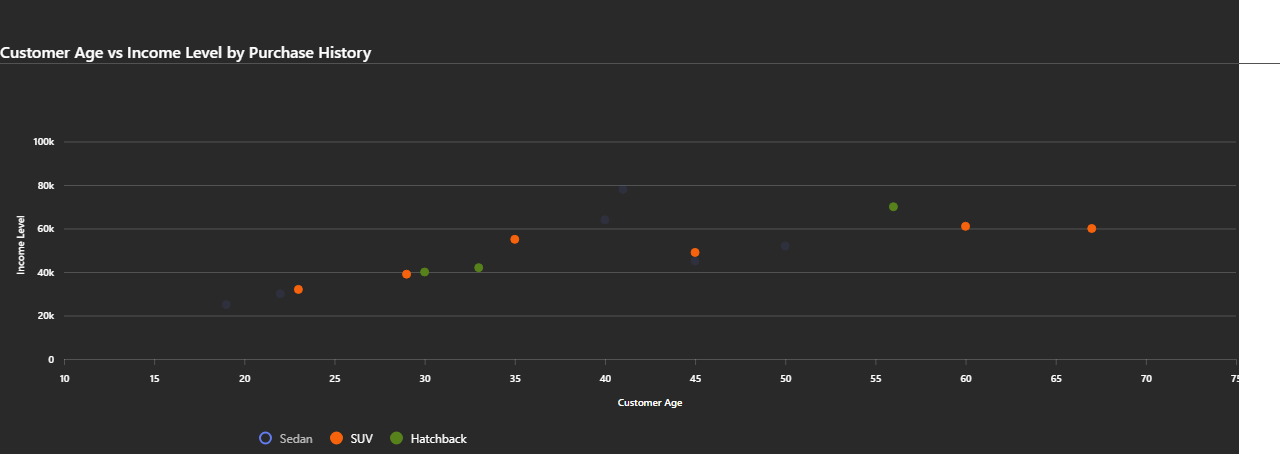 Customer Age vs Income Level by Purchase History
100k
80k
60k
40k
20k
0
Income Level
10 15 20 25 30 35 40 45 50 55 60 65 70 75
Customer Age
Sedan SUV Hatchback